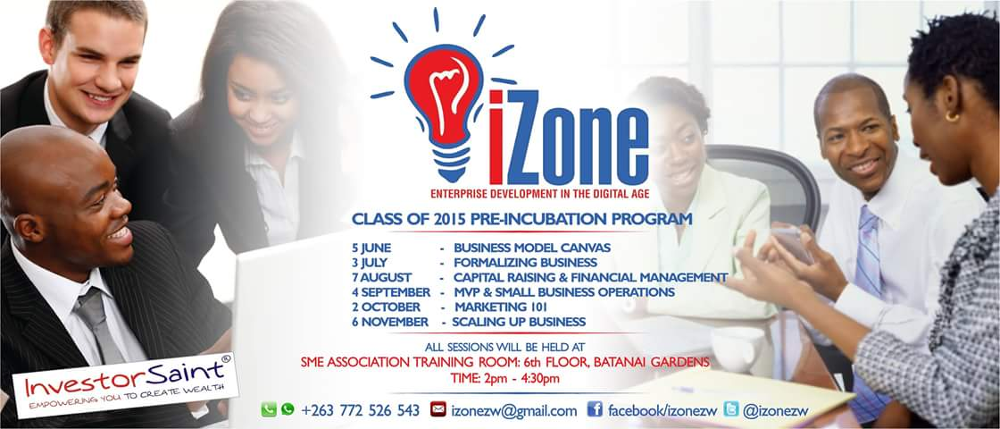 iZone
ENTERPRISE DEVELOPMENT IN THE DIGITAL AGE
CLASS OF 2015 PRE-INCUBATION PROGRAM
5 JUNE - BUSINESS MODEL CANVAS
3 JULY - FORMALIZING BUSINESS
7 AUGUST - CAPITAL RAISING & FINANCIAL MANAGEMENT
4 SEPTEMBER - MVP & SMALL BUSINESS OPERATIONS
2 OCTOBER - MARKETING 101
6 NOVEMBER - SCALING UP BUSINESS
ALL SESSIONS WILL BE HELD AT
SME ASSOCIATION TRAINING ROOM: 6th FLOOR, BATANAI GARDENS
TIME: 2pm - 4:30pm
InvestorSaint®
EMPOWERING YOU TO CREATE WEALTH
+263 772 526 543 izonezw@gmail.com facebook/izonezw @izonezw